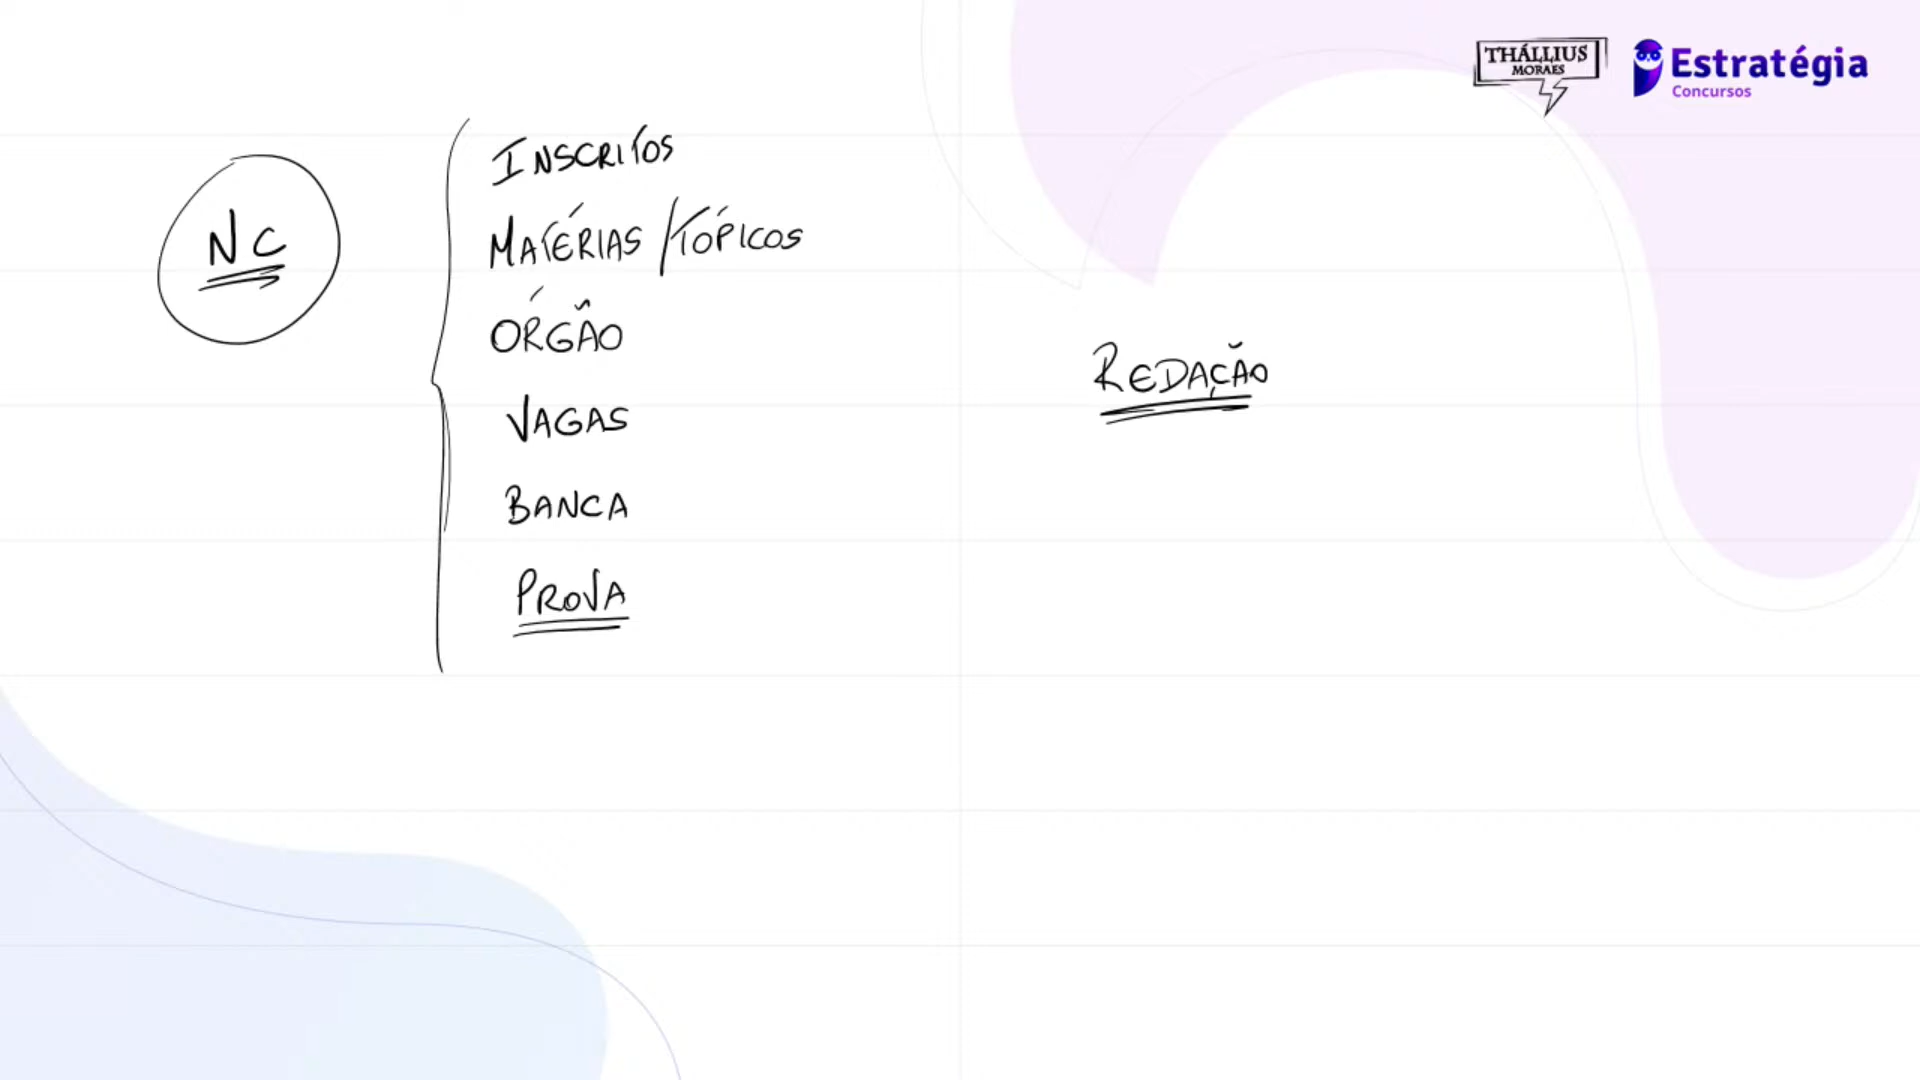 THÁLLIUS
MORAES
Estratégia
Concursos
NC
INSCRITOS
MATÉRIAS/TÓPICOS
ÓRGÃO
VAGAS
BANCA
PROVA
REDAÇÃO